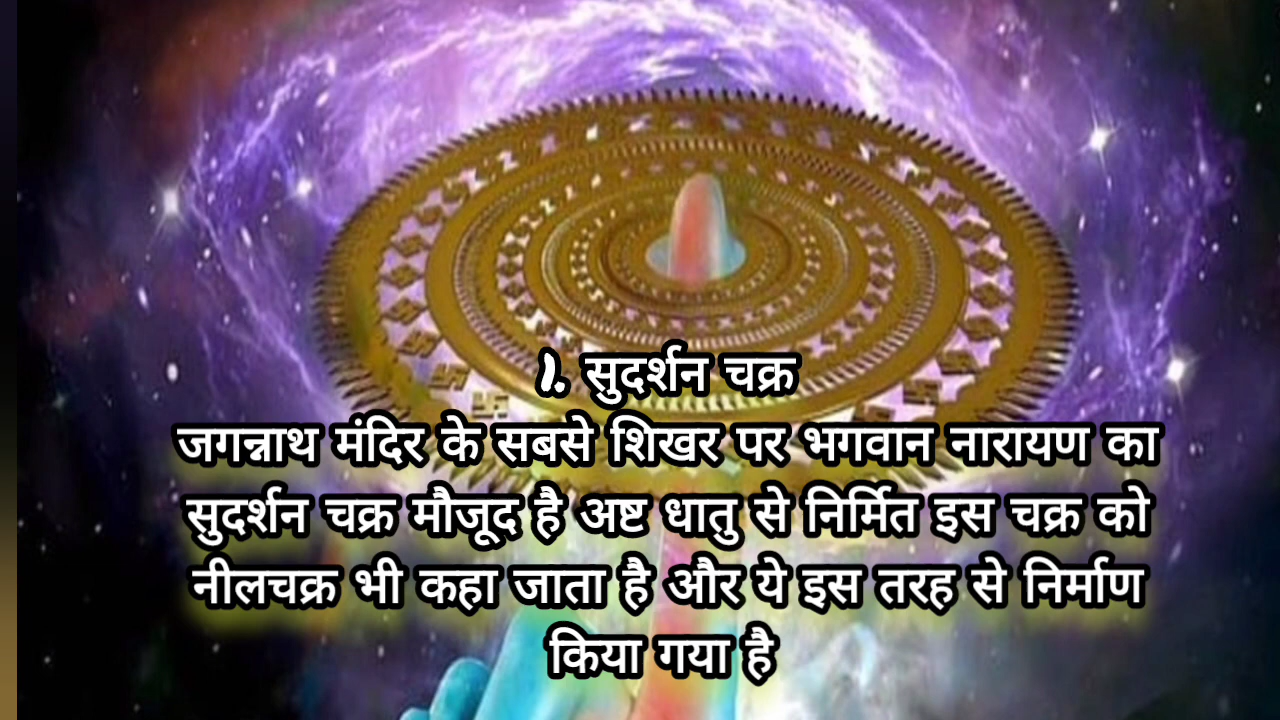 1. सुदर्शन चक्र
जगन्नाथ मंदिर के सबसे शिखर पर भगवान नारायण का
सुदर्शन चक्र मौजूद है अष्ट धातु से निर्मित इस चक्र को
नीलचक्र भी कहा जाता है और ये इस तरह से निर्माण
किया गया है